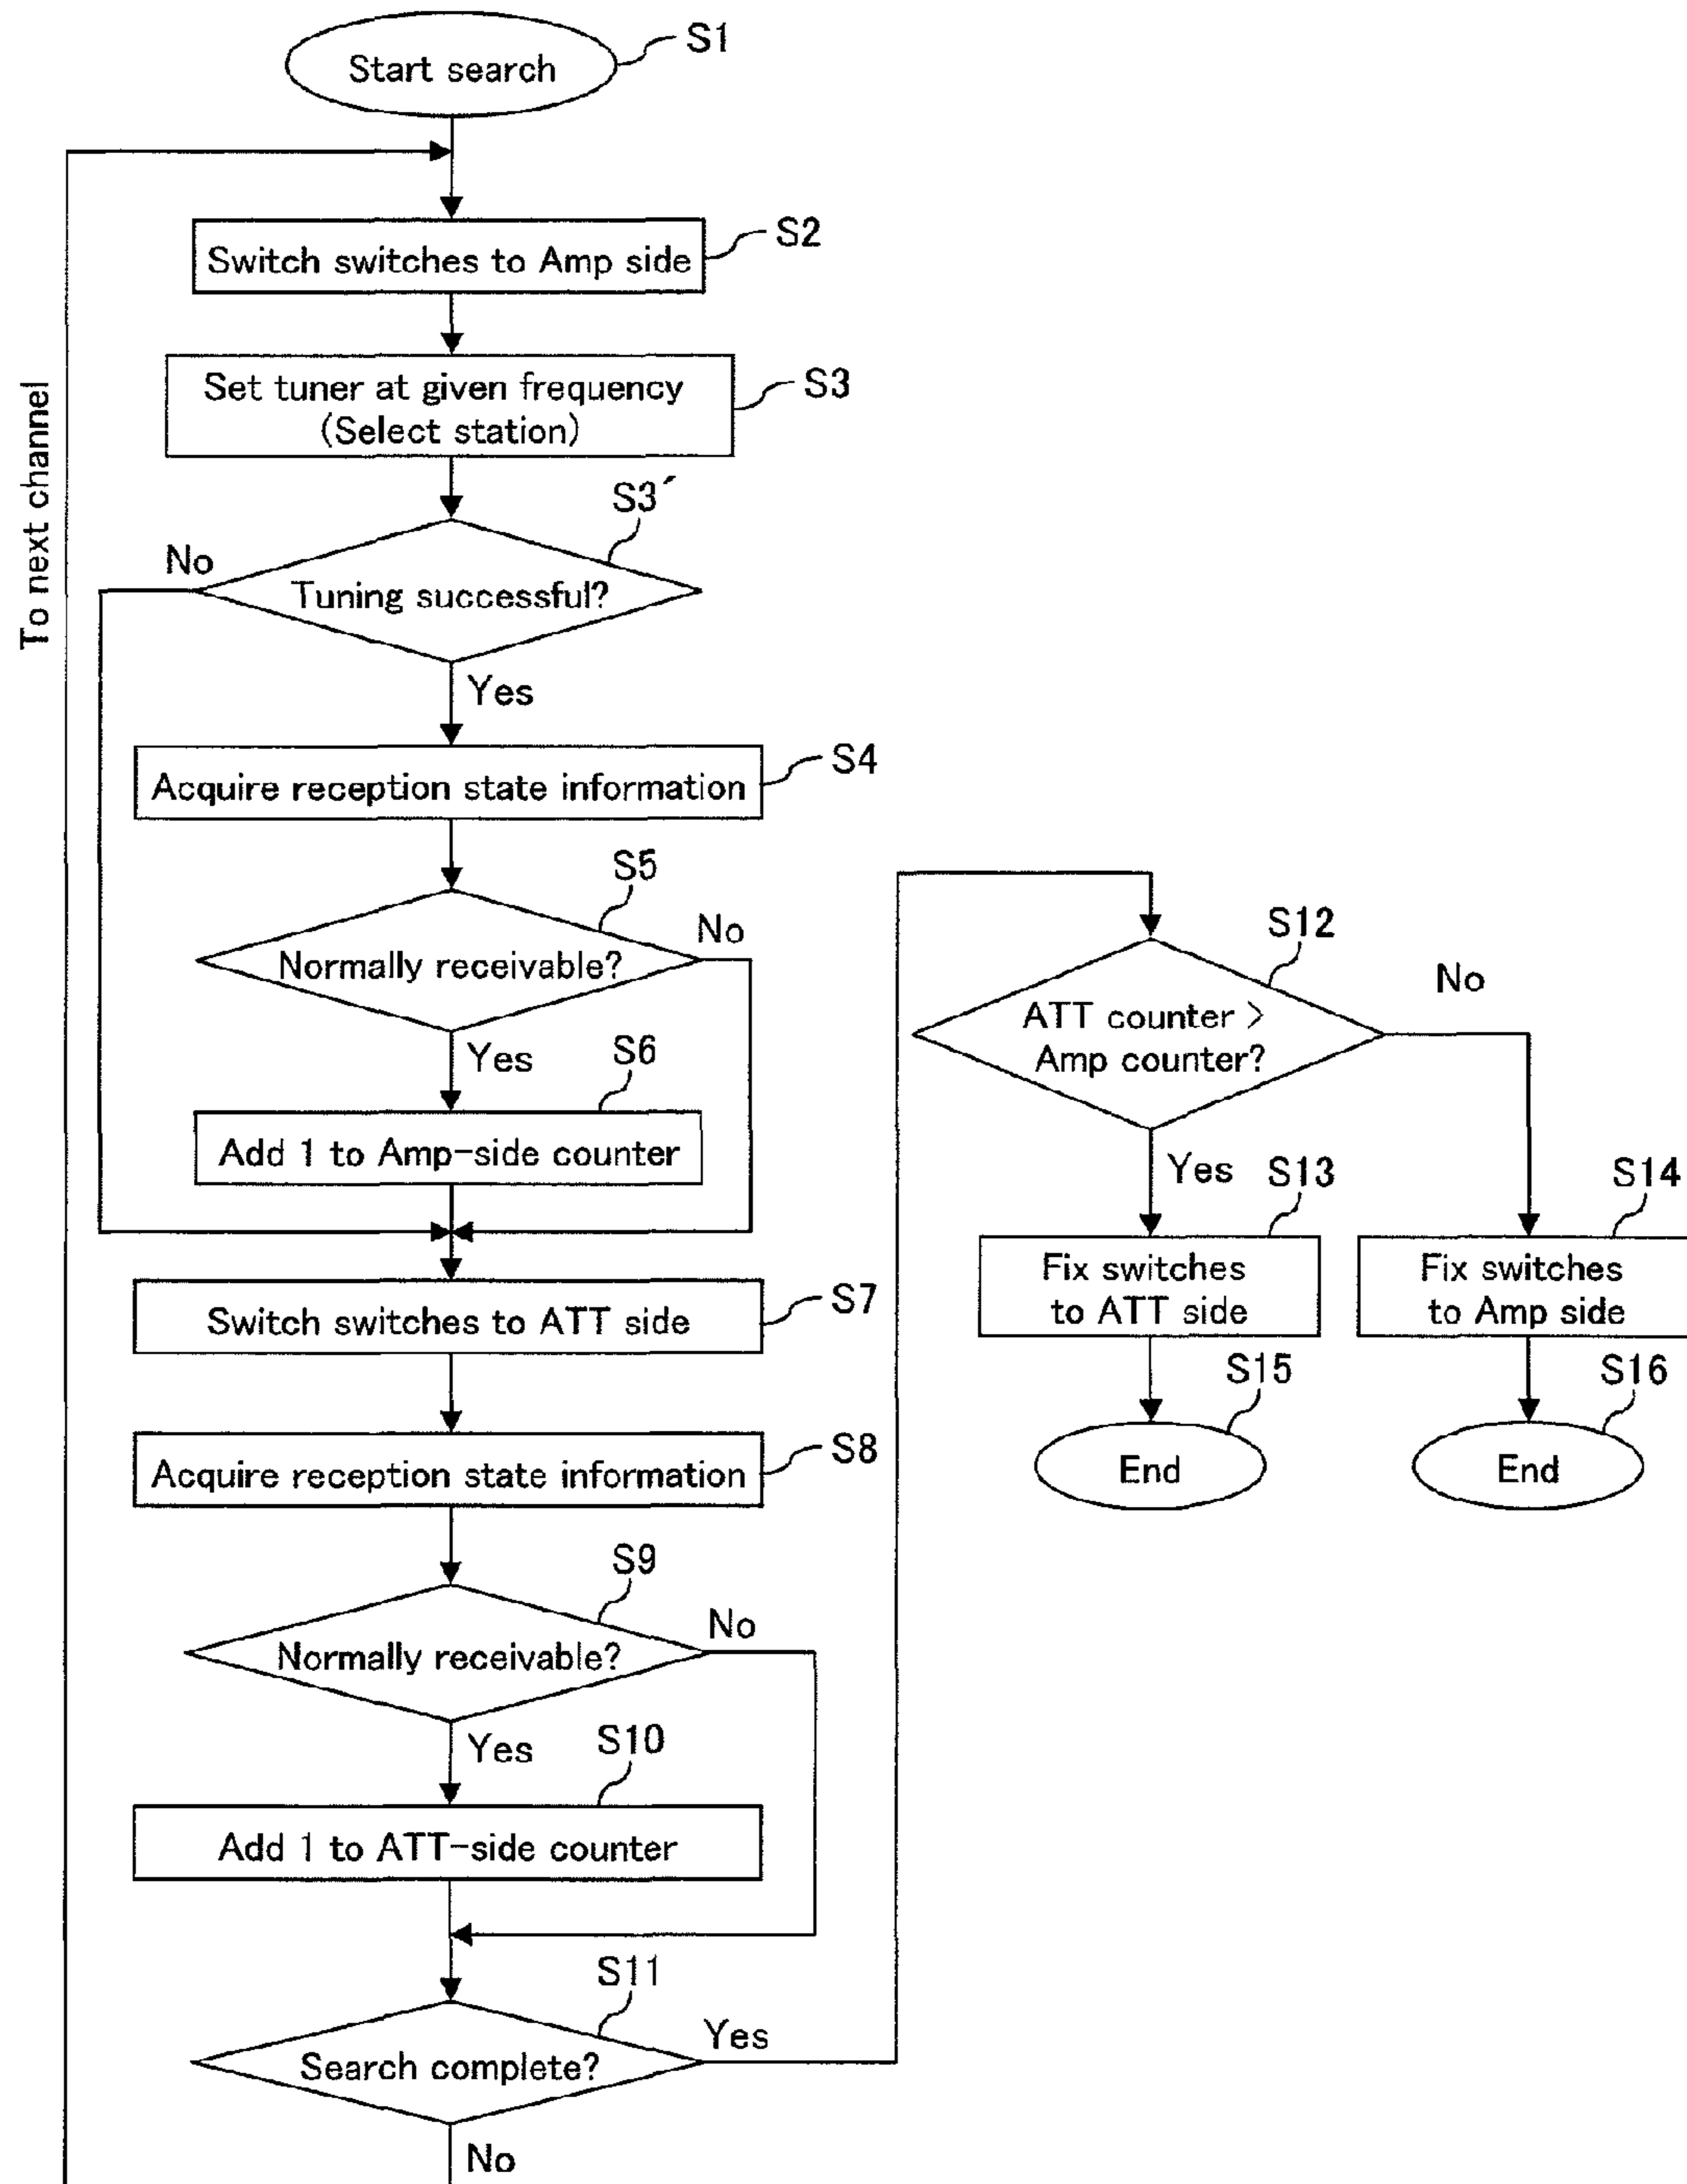 Start search
S1
Switch switches to Amp side
S2
Set tuner at given frequency
(Select station)
S3
To next channel
S3´
Tuning successful?
No
Yes
Acquire reception state information
S4
S5
Normally receivable?
No
Yes
S6
Add 1 to Amp-side counter
Switch switches to ATT side
S7
Acquire reception state information
S8
S9
Normally receivable?
No
Yes
S10
Add 1 to ATT-side counter
S11
Search complete?
Yes
No
S12
ATT counter >
Amp counter?
No
Yes
S13
Fix switches
to ATT side
S14
Fix switches
to Amp side
S15
End
S16
End